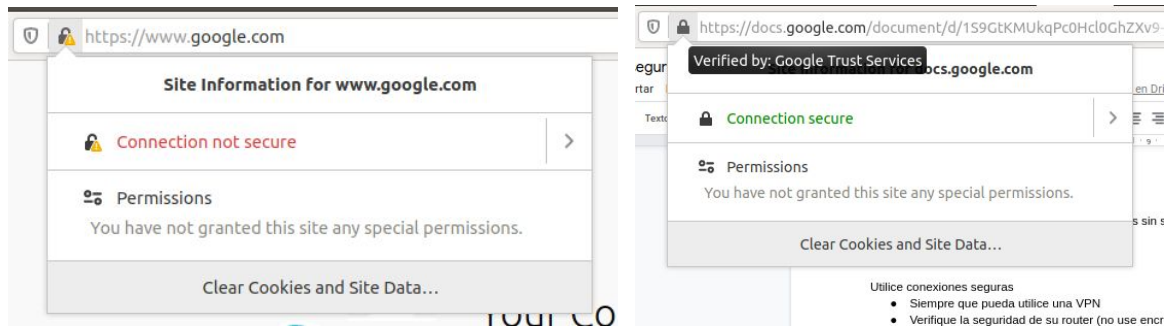 https://www.google.com
Site Information for www.google.com
Connection not secure
Permissions
You have not granted this site any special permissions.
Clear Cookies and Site Data…
Your Co
https://docs.google.com/document/d/1S9GtKMUkqPc0Hcl0GhZXv9-
Verified by: Google Trust Services
docs.google.com
en Dri
Connection secure
Permissions
You have not granted this site any special permissions.
Clear Cookies and Site Data…
Utilice conexiones seguras
● Siempre que pueda utilice una VPN
● Verifique la seguridad de su router (no use encr